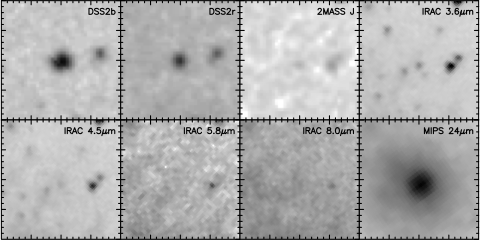 DSS2b
DSS2r
2MASS J
IRAC 3.6μm
IRAC 4.5μm
IRAC 5.8μm
IRAC 8.0μm
MIPS 24μm